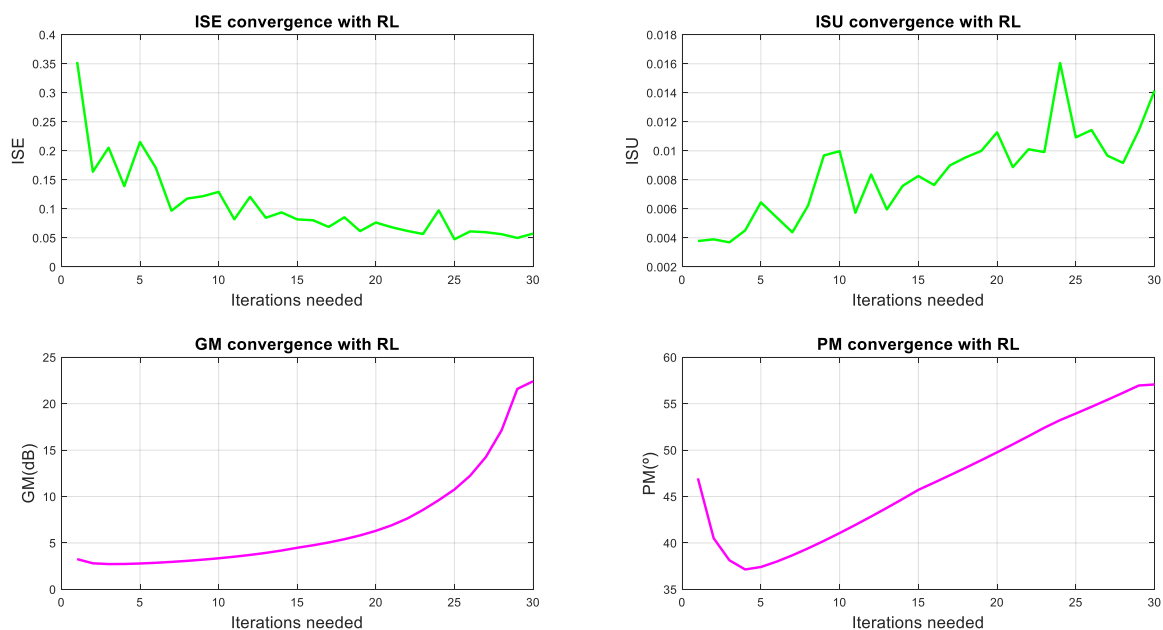 ISE convergence with RL
ISE
0.4
0.35
0.3
0.25
0.2
0.15
0.1
0.05
0
0 5 10 15 20 25 30
Iterations needed
ISU convergence with RL
ISU
0.018
0.016
0.014
0.012
0.01
0.008
0.006
0.004
0.002
0 5 10 15 20 25 30
Iterations needed
GM convergence with RL
GM(dB)
25
20
15
10
5
0
0 5 10 15 20 25 30
Iterations needed
PM convergence with RL
PM(º)
60
55
50
45
40
35
0 5 10 15 20 25 30
Iterations needed